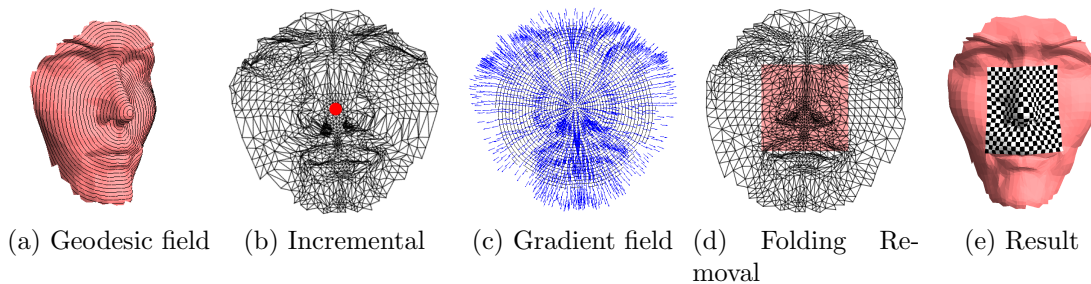 (a) Geodesic field
(b) Incremental
(c) Gradient field
(d) Folding Re-
moval
(e) Result